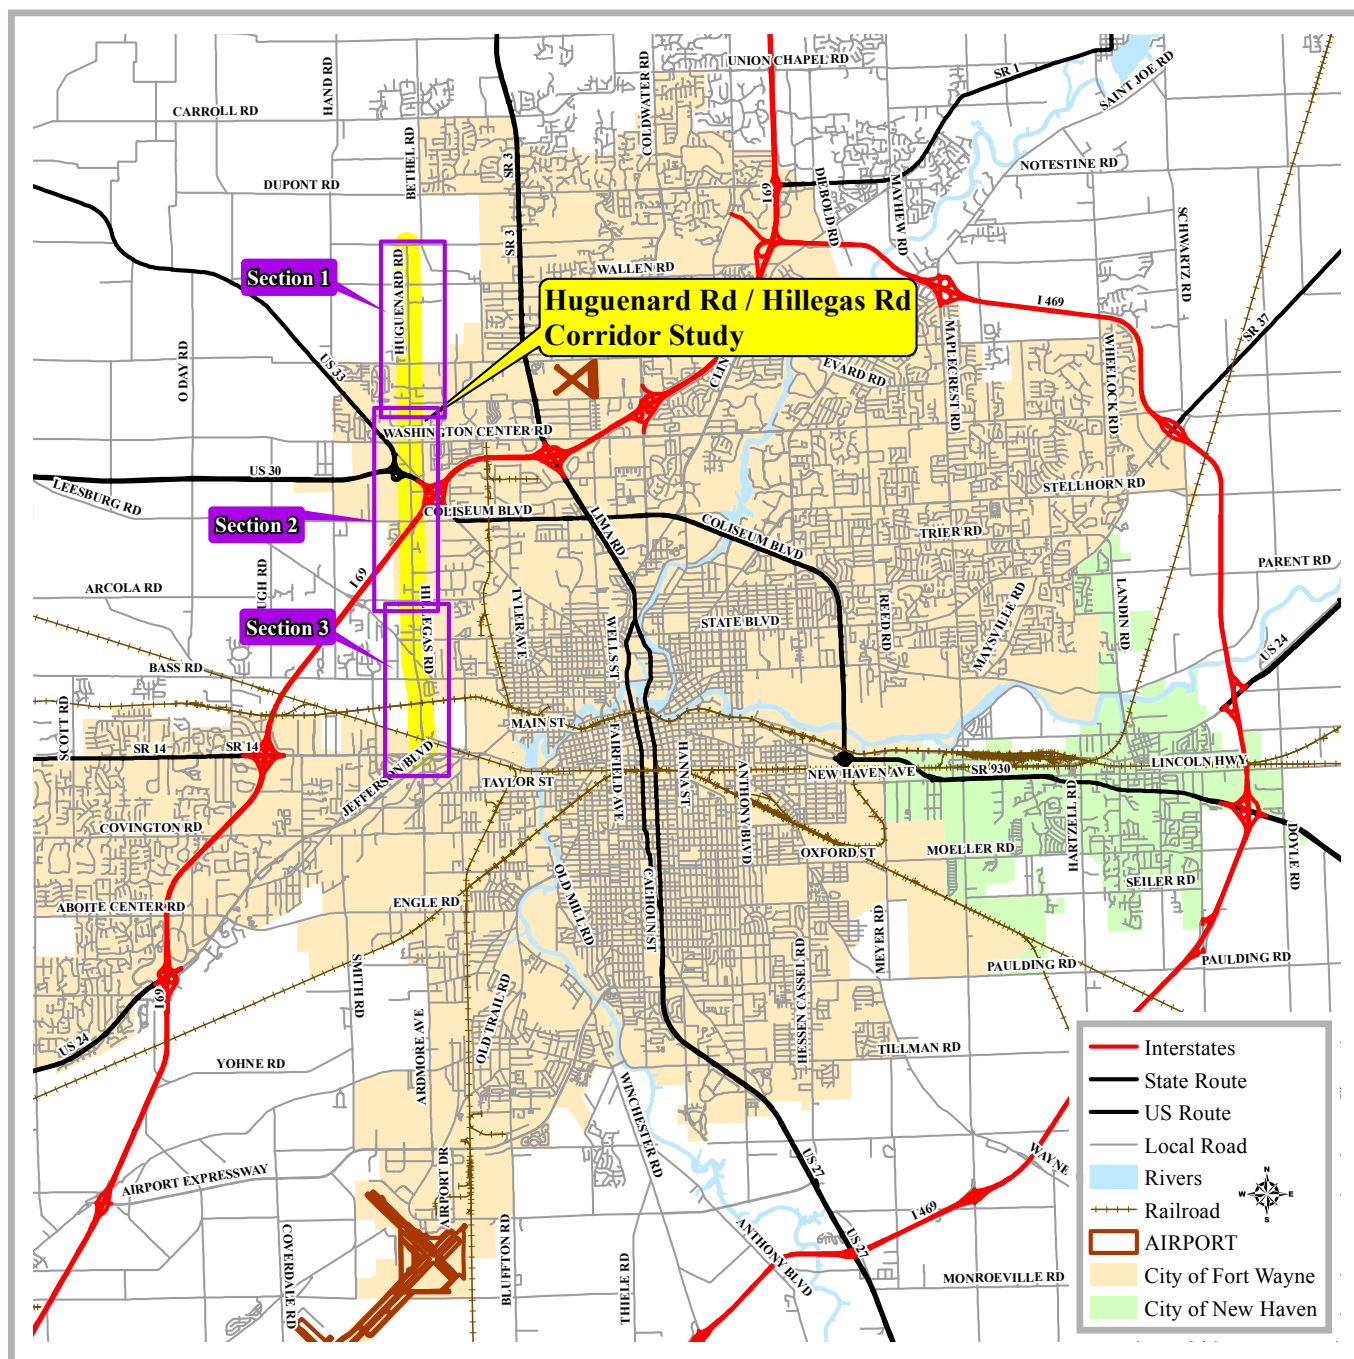 UNION CHAPEL RD
SR 1
SAINT JOE RD
HAND RD
COLDWATER RD
CARROLL RD
BETHEL RD
SR 3
NOTESTINE RD
DUPONT RD
I 69
DIEBOLD RD
MAYHEW RD
SCHWARTZ RD
SR 3
HUGUENARD RD
WALLEN RD
Section 1
Huguenard Rd / Hillegas Rd
Corridor Study
I 469
SR 37
O DAY RD
US 33
CLIN
EVARD RD
MAPLECREST RD
WHEELOCK RD
WASHINGTON CENTER RD
US 30
LEESBURG RD
STELLHORN RD
COLISEUM BLVD
LIMA RD
COLISEUM BLVD
Section 2
TRIER RD
PARENT RD
ARCOLA RD
UGH RD
I 69
HILLEGAS RD
TYLER AVE
WELLS ST
STATE BLVD
REED RD
MAYSVILLE RD
LANDIN RD
Section 3
US 24
BASS RD
SCOTT RD
MAIN ST
SR 14
SR 14
JEFFERSON BLVD
TAYLOR ST
FAIRFIELD AVE
HANNA ST
ANTHONY BLVD
NEW HAVEN AVE
SR 930
LINCOLN HWY
HARTZELL RD
COVINGTON RD
OXFORD ST
MOELLER RD
DOYLE RD
SEILER RD
ABOITE CENTER RD
ENGLE RD
OLD MILL RD
CALHOUN ST
MEYER RD
HESSEN CASSEL RD
PAULDING RD
PAULDING RD
SMITH RD
I 69
OLD TRAIL RD
US 24
YOHNE RD
ARDMORE AVE
TILLMAN RD
WINCHESTER RD
AIRPORT EXPRESSWAY
AIRPORT DR
US 27
WAYNE
I 469
COVERDALE RD
BLUFFTON RD
THIELE RD
ANTHONY BLVD
US 27
MONROEVILLE RD
Interstates
State Route
US Route
Local Road
Rivers
Railroad
AIRPORT
City of Fort Wayne
City of New Haven
N
W
E
S